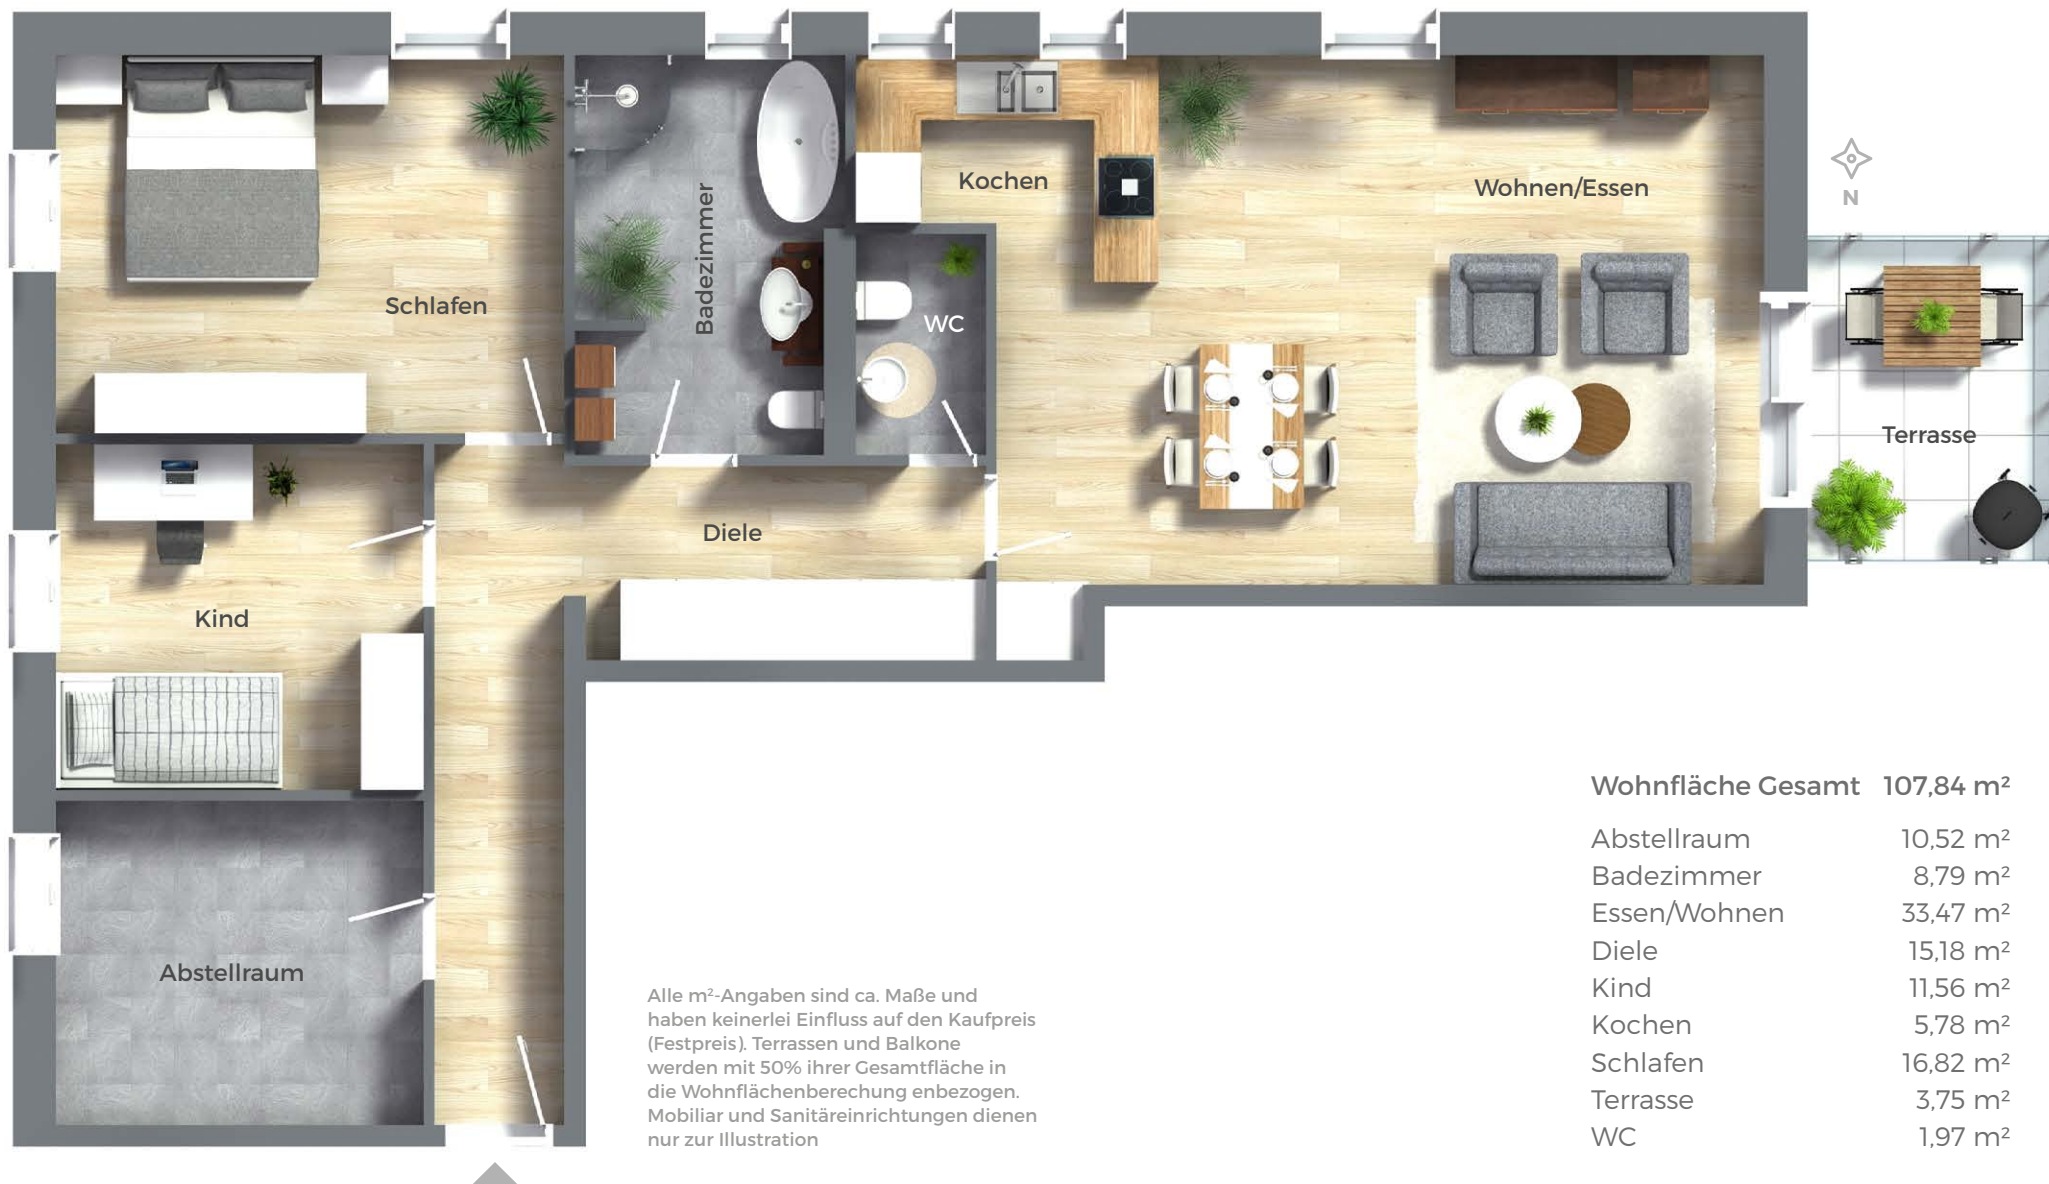 Kochen
Wohnen/Essen
N
Badezimmer
Schlafen
WC
Terrasse
Diele
Kind
Abstellraum
Wohnfläche Gesamt 107,84 m²
Abstellraum 10,52 m²
Badezimmer 8,79 m²
Essen/Wohnen 33,47 m²
Diele 15,18 m²
Kind 11,56 m²
Kochen 5,78 m²
Schlafen 16,82 m²
Terrasse 3,75 m²
WC 1,97 m²
Alle m²-Angaben sind ca. Maße und
haben keinerlei Einfluss auf den Kaufpreis
(Festpreis). Terrassen und Balkone
werden mit 50% ihrer Gesamtfläche in
die Wohnflächenberechung enbezogen.
Mobiliar und Sanitäreinrichtungen dienen
nur zur Illustration